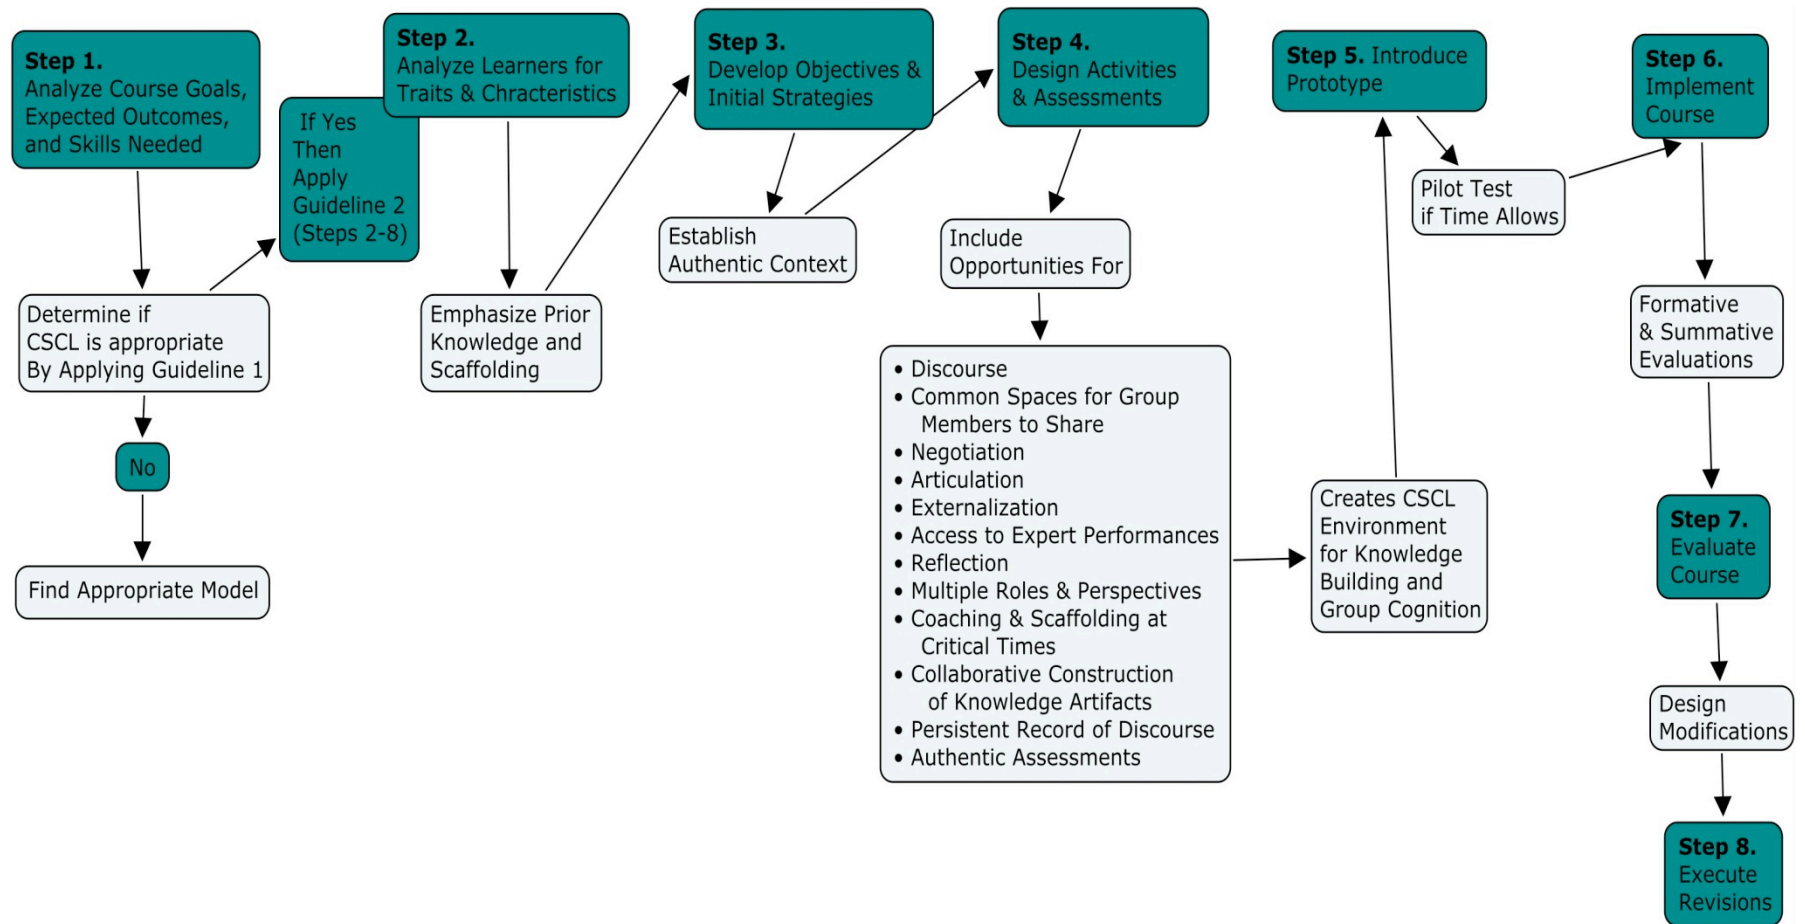 Step 1.
Analyze Course Goals,
Expected Outcomes,
and Skills Needed
Determine if
CSCL is appropriate
By Applying Guideline 1
No
Find Appropriate Model
If Yes
Then
Apply
Guideline 2
(Steps 2-8)
Step 2.
Analyze Learners for
Traits & Chracteristics
Emphasize Prior
Knowledge and
Scaffolding
Step 3.
Develop Objectives &
Initial Strategies
Establish
Authentic Context
Step 4.
Design Activities
& Assessments
Include
Opportunities For
• Discourse
• Common Spaces for Group
Members to Share
• Negotiation
• Articulation
• Externalization
• Access to Expert Performances
• Reflection
• Multiple Roles & Perspectives
• Coaching & Scaffolding at
Critical Times
• Collaborative Construction
of Knowledge Artifacts
• Persistent Record of Discourse
• Authentic Assessments
Creates CSCL
Environment
for Knowledge
Building and
Group Cognition
Step 5. Introduce
Prototype
Pilot Test
if Time Allows
Step 6.
Implement
Course
Formative
& Summative
Evaluations
Step 7.
Evaluate
Course
Design
Modifications
Step 8.
Execute
Revisions